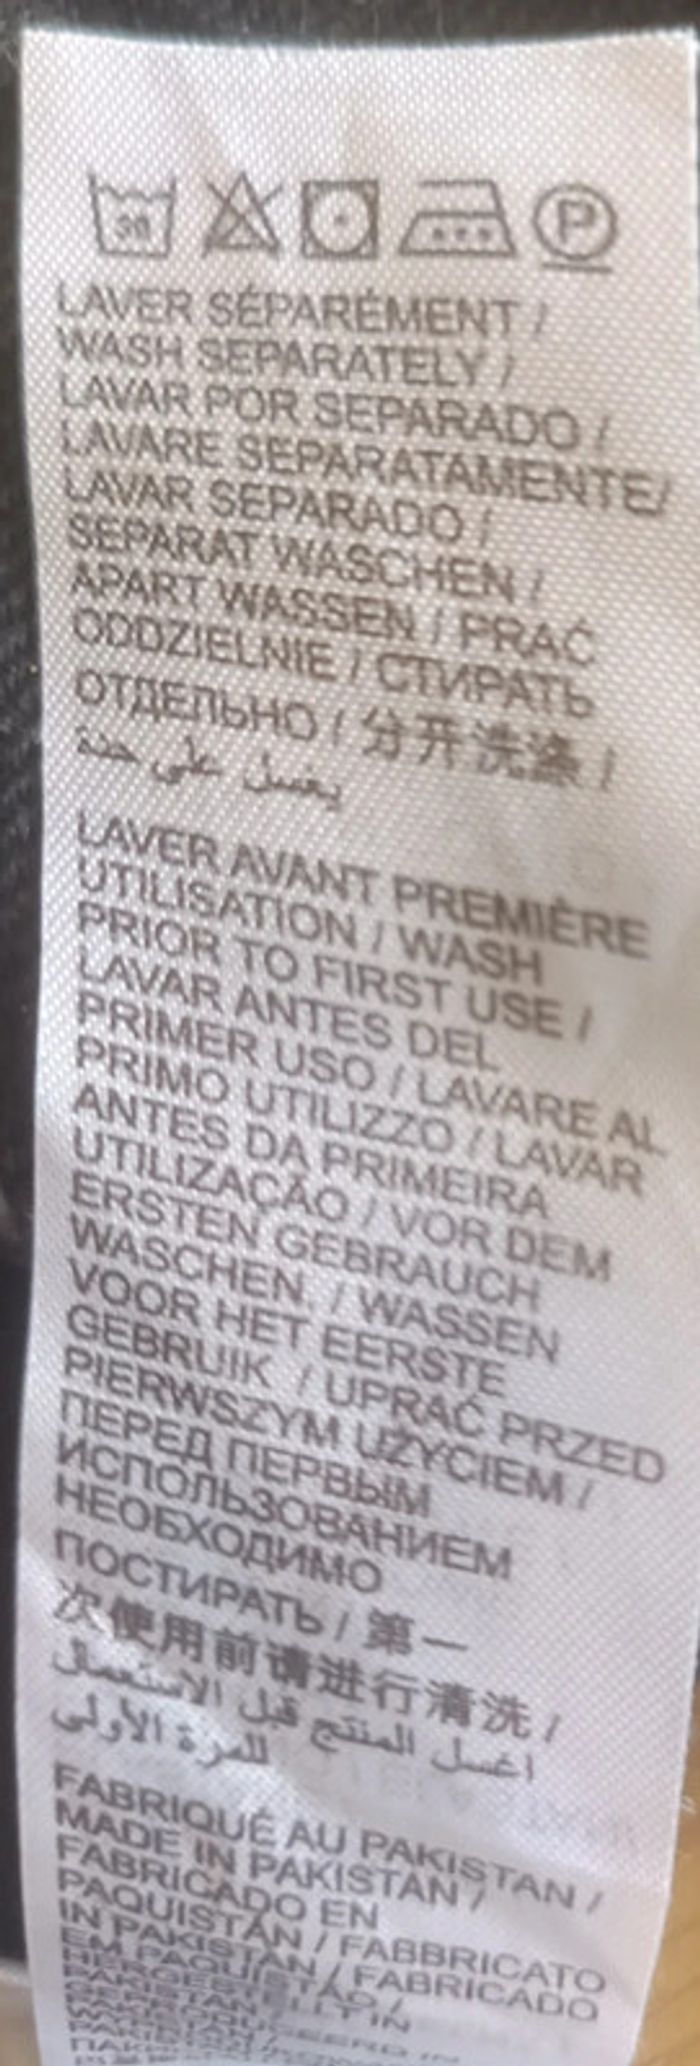 30 P
LAVER SÉPARÉMENT /
WASH SEPARATELY /
LAVAR POR SEPARADO /
LAVARE SEPARATAMENTE/
LAVAR SEPARADO /
SEPARAT WASCHEN /
APART WASSEN / PRAĆ
ODDZIELNIE / СТИРАТЬ
ОТДЕЛЬНО / 分开洗涤 /
يغسل على حدة
LAVER AVANT PREMIÈRE
UTILISATION / WASH
PRIOR TO FIRST USE /
LAVAR ANTES DEL
PRIMER USO / LAVARE AL
PRIMO UTILIZZO / LAVAR
ANTES DA PRIMEIRA
UTILIZAÇÃO / VOR DEM
ERSTEN GEBRAUCH
WASCHEN. / WASSEN
VOOR HET EERSTE
GEBRUIK / UPRAĆ PRZED
PIERWSZYM UŻYCIEM /
ПЕРЕД ПЕРВЫМ
ИСПОЛЬЗОВАНИЕМ
НЕОБХОДИМО
ПОСТИРАТЬ / 第一
次使用前请进行清洗 /
اغسل المنتج قبل الاستعمال
للمرة الأولى
FABRIQUÉ AU PAKISTAN /
MADE IN PAKISTAN /
FABRICADO EN
PAQUISTÁN / FABBRICATO
IN PAKISTAN / FABRICADO
EM PAQUISTÃO /
HERGESTELLT IN
PAKISTAN